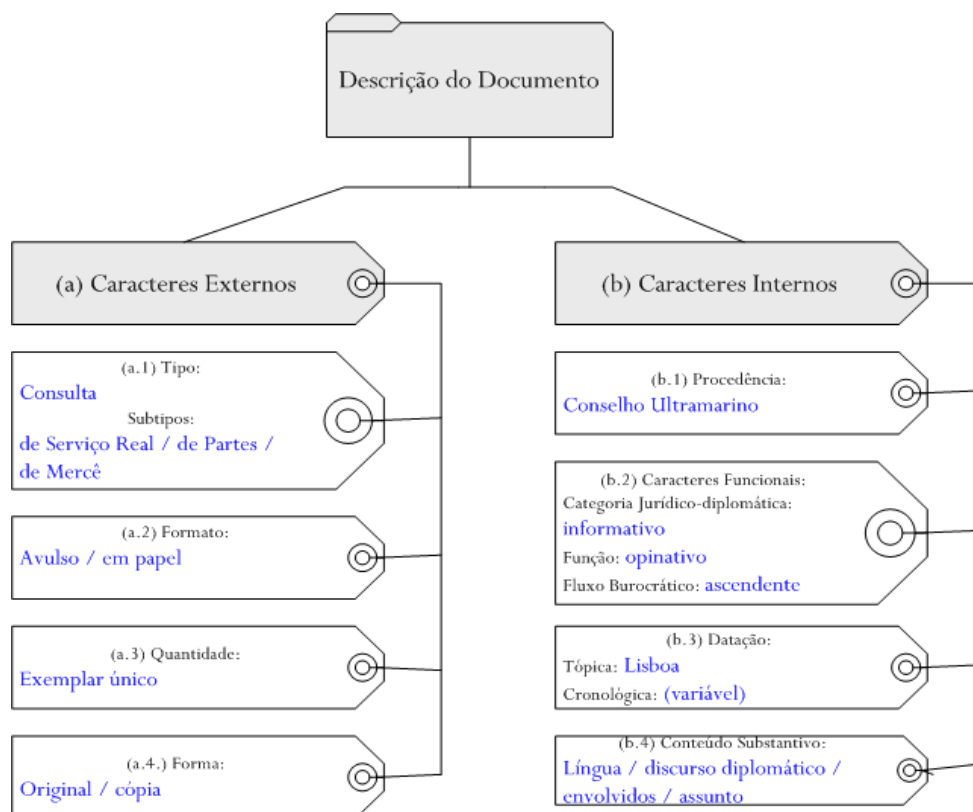 Descrição do Documento
(a) Caracteres Externos
(a.1) Tipo:
Consulta
Subtipos:
de Serviço Real / de Partes /
de Mercê
(a.2) Formato:
Avulso / em papel
(a.3) Quantidade:
Exemplar único
(a.4.) Forma:
Original / cópia
(b) Caracteres Internos
(b.1) Procedência:
Conselho Ultramarino
(b.2) Caracteres Funcionais:
Categoria Jurídico-diplomática:
informativo
Função: opinativo
Fluxo Burocrático: ascendente
(b.3) Datação:
Tópica: Lisboa
Cronológica: (variável)
(b.4) Conteúdo Substantivo:
Língua / discurso diplomático /
envolvidos / assunto